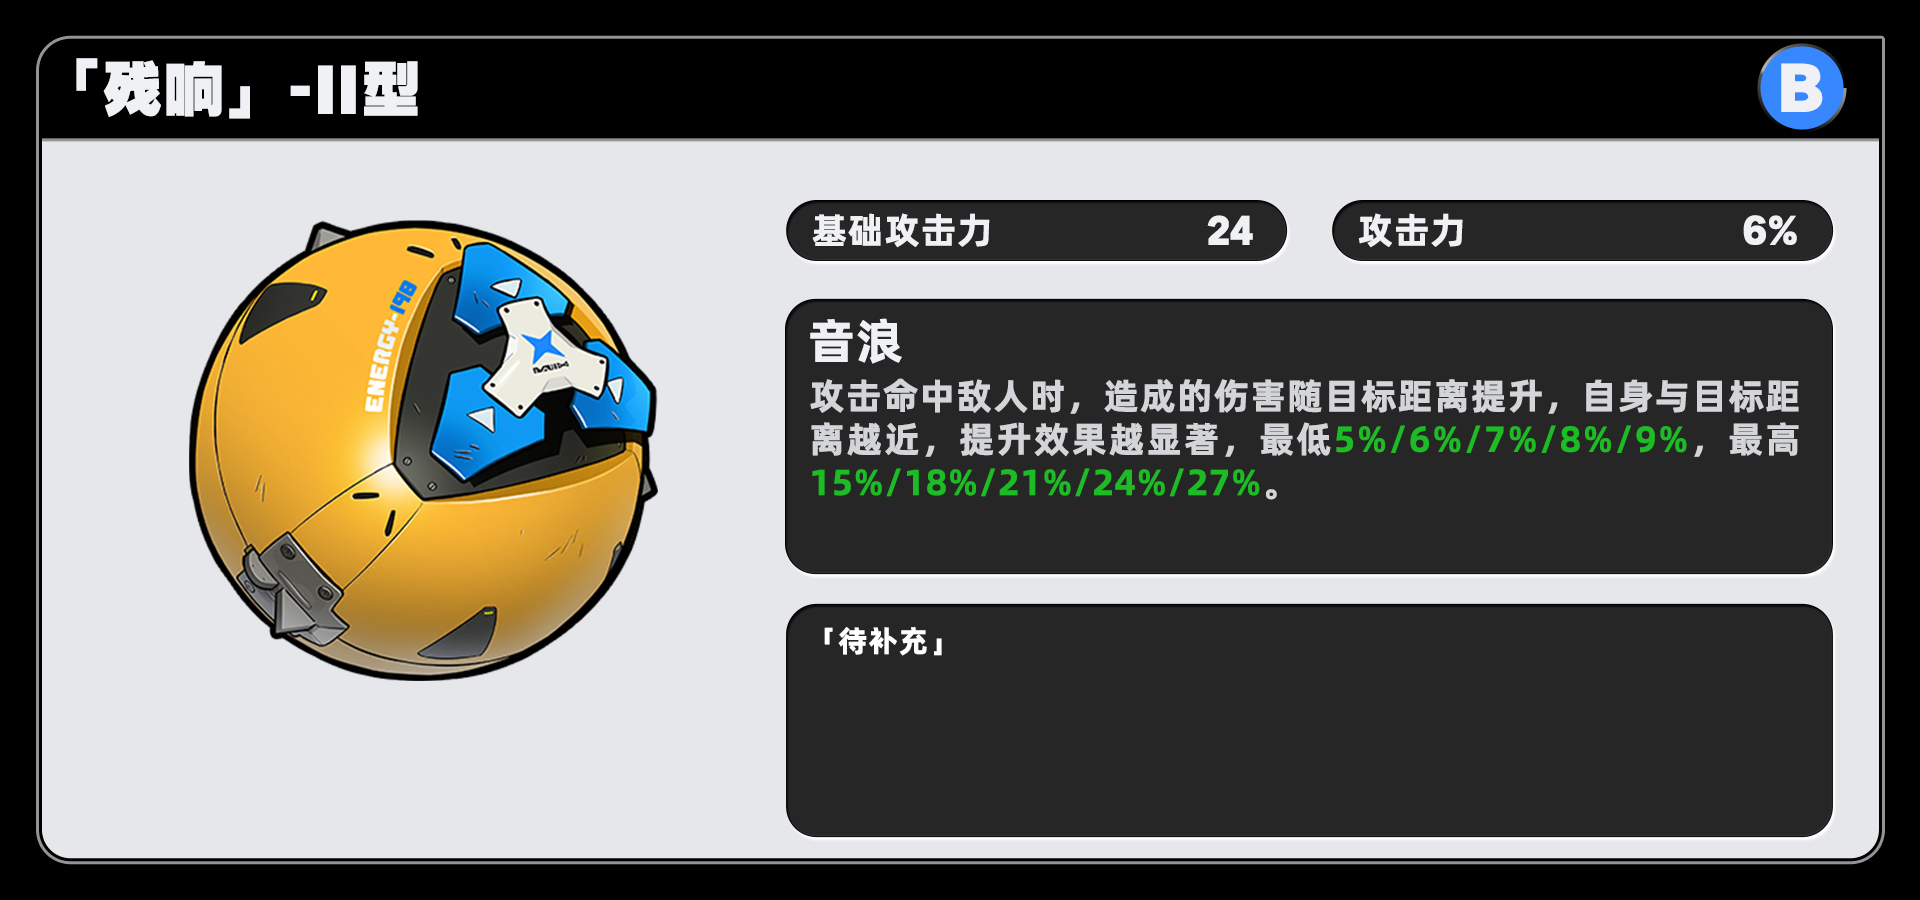 「残响」-II型
B
基础攻击力 24
攻击力 6%
ENERGY-198
音浪
攻击命中敌人时，造成的伤害随目标距离提升，自身与目标距
离越近，提升效果越显著，最低5%/6%/7%/8%/9%，最高
15%/18%/21%/24%/27%。
「待补充」